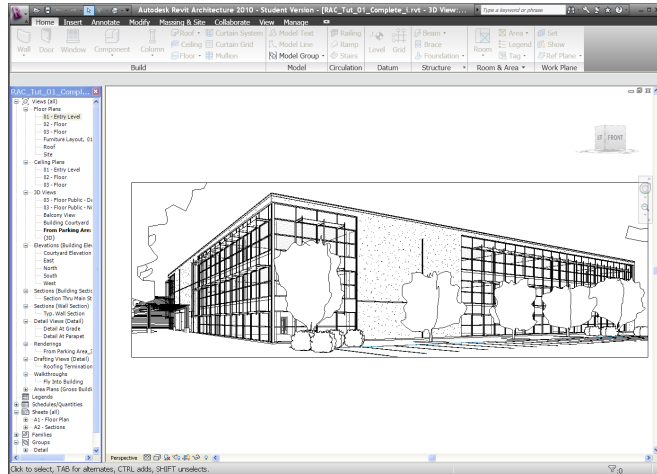 Autodesk Revit Architecture 2010 - Student Version - [RAC_Tut_01_Complete_i.rvt - 3D View:...
Type a keyword or phrase
Home Insert Annotate Modify Massing & Site Collaborate View Manage
Wall Door Window Component Column
Roof Curtain System
Ceiling Curtain Grid
Floor Mullion
Model Text
Model Line
Model Group
Railing
Ramp
Stairs
Level Grid
Beam
Brace
Foundation
Room
Area
Legend
Tag
Set
Show
Ref Plane
Build Model Circulation Datum Structure Room & Area Work Plane
RAC_Tut_01_Compl...
Views (all)
Floor Plans
01 - Entry Level
02 - Floor
03 - Floor
Furniture Layout, 01
Roof
Site
Ceiling Plans
01 - Entry Level
02 - Floor
03 - Floor
3D Views
03 - Floor Public - Da
03 - Floor Public - Ni
Balcony View
Building Courtyard
From Parking Area
{3D}
Elevations (Building Elev
Courtyard Elevation
East
North
South
West
Sections (Building Sectio
Section Thru Main St
Sections (Wall Section)
Typ. Wall Section
Detail Views (Detail)
Detail At Grade
Detail At Parapet
Renderings
From Parking Area_
Drafting Views (Detail)
Roofing Termination
Walkthroughs
Fly Into Building
Area Plans (Gross Buildi
Legends
Schedules/Quantities
Sheets (all)
A1 - Floor Plan
A2 - Sections
Families
Groups
Detail
FRONT
Perspective
Click to select, TAB for alternates, CTRL adds, SHIFT unselects.
:0